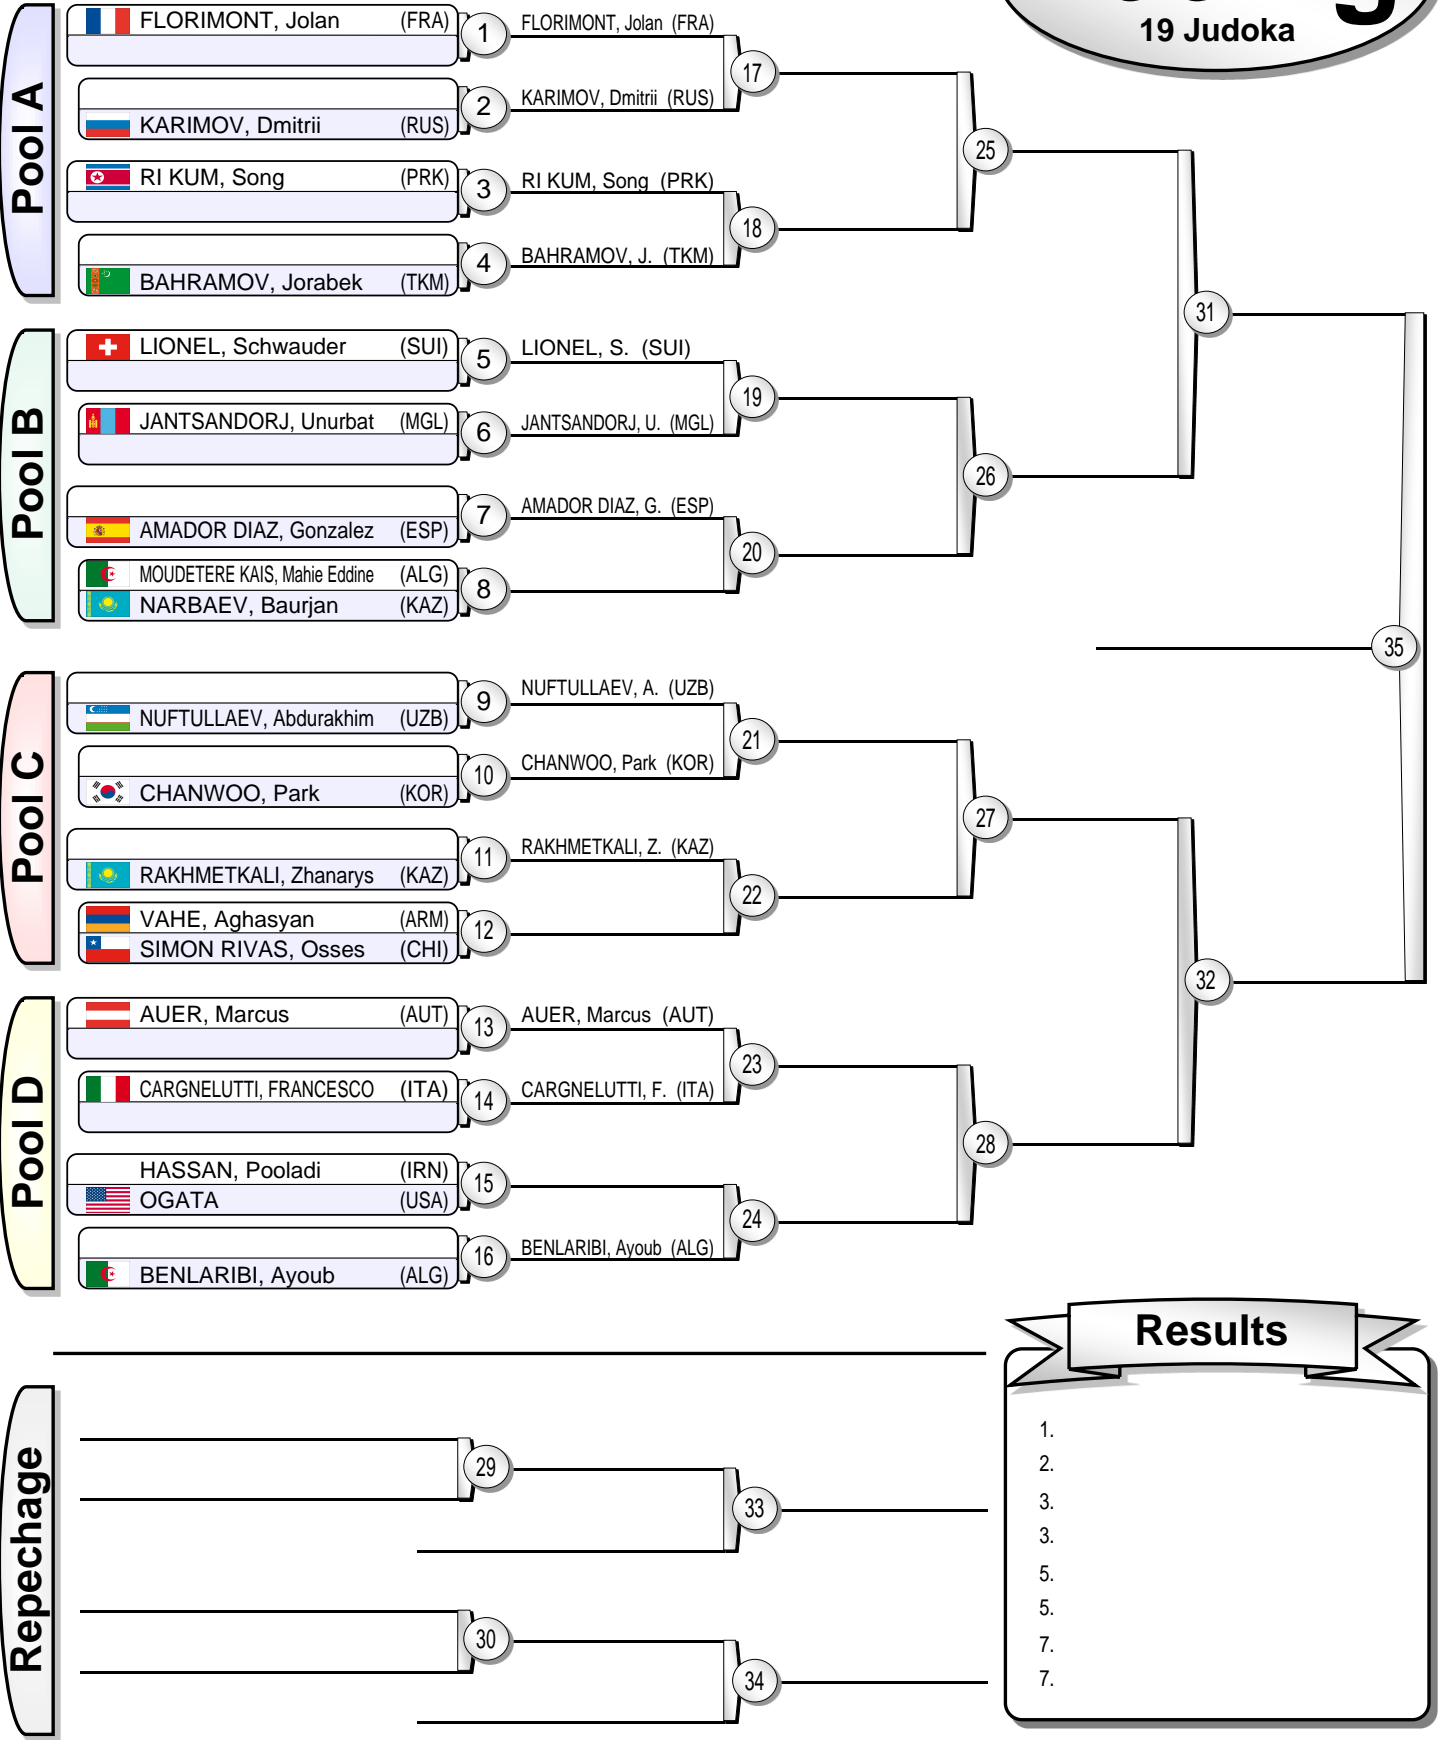 19 Judoka
Pool A
FLORIMONT, Jolan (FRA) 1 FLORIMONT, Jolan (FRA)
17
2 KARIMOV, Dmitrii (RUS)
KARIMOV, Dmitrii (RUS)
25
RI KUM, Song (PRK) 3 RI KUM, Song (PRK)
18
4 BAHRAMOV, J. (TKM)
BAHRAMOV, Jorabek (TKM)
31
Pool B
LIONEL, Schwauder (SUI) 5 LIONEL, S. (SUI)
19
JANTSANDORJ, Unurbat (MGL) 6 JANTSANDORJ, U. (MGL)
26
7 AMADOR DIAZ, G. (ESP)
AMADOR DIAZ, Gonzalez (ESP)
20
MOUDETERE KAIS, Mahie Eddine (ALG) 8
NARBAEV, Baurjan (KAZ)
35
Pool C
9 NUFTULLAEV, A. (UZB)
NUFTULLAEV, Abdurakhim (UZB)
21
10 CHANWOO, Park (KOR)
CHANWOO, Park (KOR)
27
11 RAKHMETKALI, Z. (KAZ)
RAKHMETKALI, Zhanarys (KAZ)
22
VAHE, Aghasyan (ARM) 12
SIMON RIVAS, Osses (CHI)
32
Pool D
AUER, Marcus (AUT) 13 AUER, Marcus (AUT)
23
CARGNELUTTI, FRANCESCO (ITA) 14 CARGNELUTTI, F. (ITA)
28
HASSAN, Pooladi (IRN) 15
OGATA (USA)
24
16 BENLARIBI, Ayoub (ALG)
BENLARIBI, Ayoub (ALG)
Repechage
29
33
30
34
Results
1.
2.
3.
3.
5.
5.
7.
7.